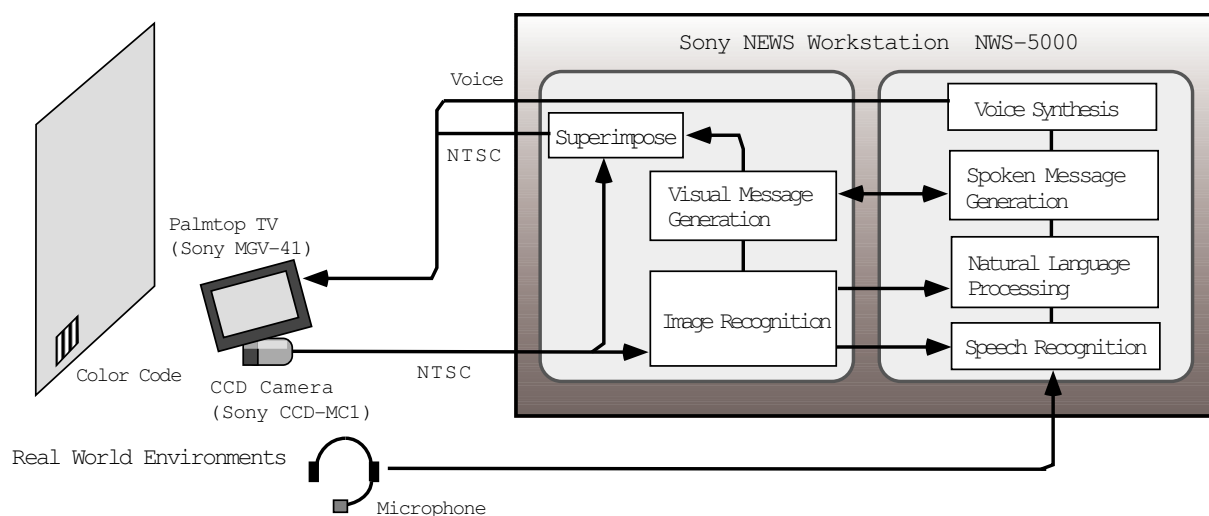 Sony NEWS Workstation NWS-5000
Voice
Voice Synthesis
Superimpose
NTSC
Spoken Message
Generation
Visual Message
Generation
Palmtop TV
(Sony MGV-41)
Natural Language
Processing
Image Recognition
Speech Recognition
Color Code
NTSC
CCD Camera
(Sony CCD-MC1)
Real World Environments
Microphone